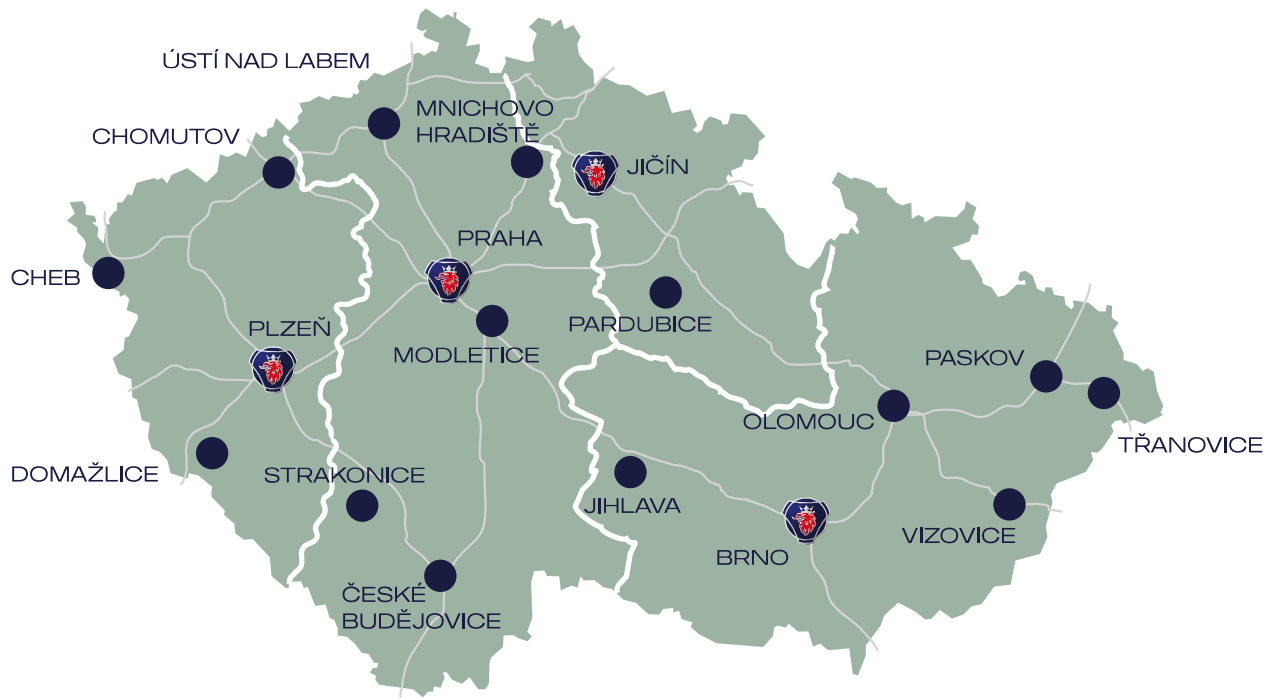 ÚSTÍ NAD LABEM
MNICHOVO
HRADIŠTĚ
CHOMUTOV
JIČÍN
PRAHA
CHEB
PLZEŇ
PARDUBICE
MODLETICE
PASKOV
OLOMOUC
TŘANOVICE
DOMAŽLICE
STRAKONICE
JIHLAVA
VIZOVICE
BRNO
ČESKÉ
BUDĚJOVICE